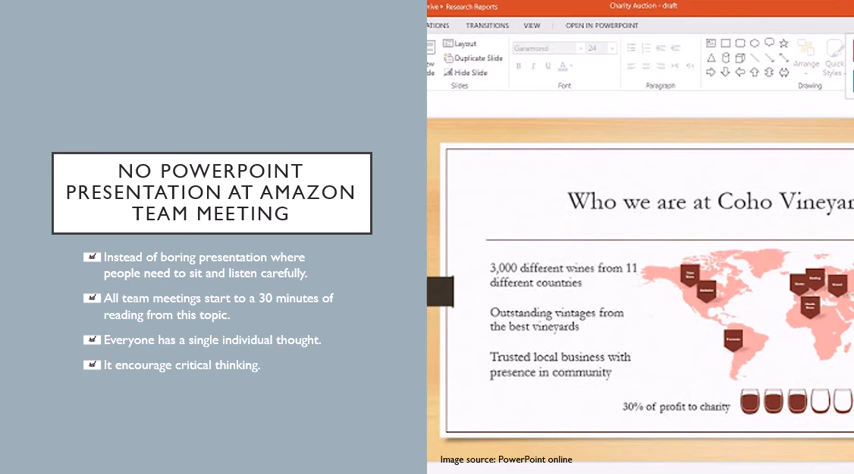 NO POWERPOINT
PRESENTATION AT AMAZON
TEAM MEETING
Instead of boring presentation where
people need to sit and listen carefully.
All team meetings start to a 30 minutes of
reading from this topic.
Everyone has a single individual thought.
It encourage critical thinking.
rive • Research Reports
Charity Auction - draft
ATIONS TRANSITIONS VIEW OPEN IN POWERPOINT
Layout
Duplicate Slide
Hide Slide
Garamond 24
B I U A
Arrange Quick
Styles
Slides Font Paragraph Drawing
Who we are at Coho Vineyar
3,000 different wines from 11
different countries
Outstanding vintages from
the best vineyards
Trusted local business with
presence in community
30% of profit to charity
Image source: PowerPoint online